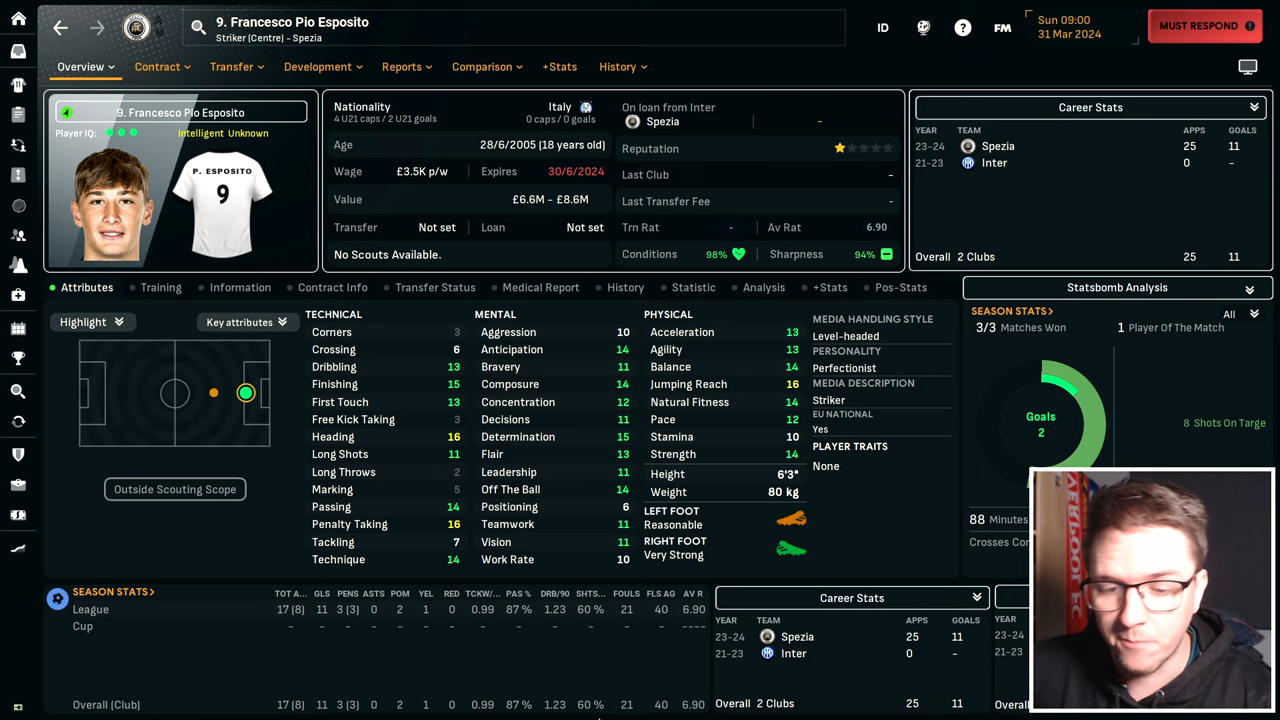 9. Francesco Pio Esposito
Striker (Centre) - Spezia
ID
FM
Sun 09:00
31 Mar 2024
MUST RESPOND
Overview
Contract
Transfer
Development
Reports
Comparison
+Stats
History
9. Francesco Pio Esposito
Player IQ:
Intelligent Unknown
P. ESPOSITO
9
Nationality
Italy
4 U21 caps / 2 U21 goals
0 caps / 0 goals
Age
28/6/2005 (18 years old)
Wage
£3.5K p/w
Expires
30/6/2024
Value
£6.6M - £8.6M
Transfer
Not set
Loan
Not set
No Scouts Available.
On loan from Inter
Spezia
-
Reputation
Last Club
-
Last Transfer Fee
-
Trn Rat
-
Av Rat
6.90
Conditions
98%
Sharpness
94%
Career Stats
YEAR TEAM APPS GOALS
23-24 Spezia 25 11
21-23 Inter 0 -
Overall 2 Clubs 25 11
Attributes
Training
Information
Contract Info
Transfer Status
Medical Report
History
Statistic
Analysis
+Stats
Pos-Stats
Highlight
Key attributes
Outside Scouting Scope
TECHNICAL
Corners 3
Crossing 6
Dribbling 13
Finishing 15
First Touch 13
Free Kick Taking 3
Heading 16
Long Shots 11
Long Throws 2
Marking 5
Passing 14
Penalty Taking 16
Tackling 7
Technique 14
MENTAL
Aggression 10
Anticipation 14
Bravery 11
Composure 14
Concentration 12
Decisions 11
Determination 15
Flair 13
Leadership 11
Off The Ball 14
Positioning 6
Teamwork 11
Vision 11
Work Rate 10
PHYSICAL
Acceleration 13
Agility 13
Balance 14
Jumping Reach 16
Natural Fitness 14
Pace 12
Stamina 10
Strength 14
Height 6'3"
Weight 80 kg
LEFT FOOT
Reasonable
RIGHT FOOT
Very Strong
MEDIA HANDLING STYLE
Level-headed
PERSONALITY
Perfectionist
MEDIA DESCRIPTION
Striker
EU NATIONAL
Yes
PLAYER TRAITS
None
Statsbomb Analysis
SEASON STATS>
All
3/3 Matches Won
1 Player Of The Match
Goals
2
8 Shots On Targe
88 Minutes
Crosses Con
SEASON STATS>
TOT A... GLS PENS ASTS POM YEL RED TCKW/... PAS % DRB/90 SHTS... FOULS FLS AG AV R
League 17 (8) 11 3 (3) 0 2 1 0 0.99 87 % 1.23 60 % 21 40 6.90
Cup - - - - - - - - - - - - - ----
Overall (Club) 17 (8) 11 3 (3) 0 2 1 0 0.99 87 % 1.23 60 % 21 40 6.90
Career Stats
YEAR TEAM APPS GOALS
23-24 Spezia 25 11
21-23 Inter 0 -
Overall 2 Clubs 25 11
YEAR
23-24
21-23
Overall